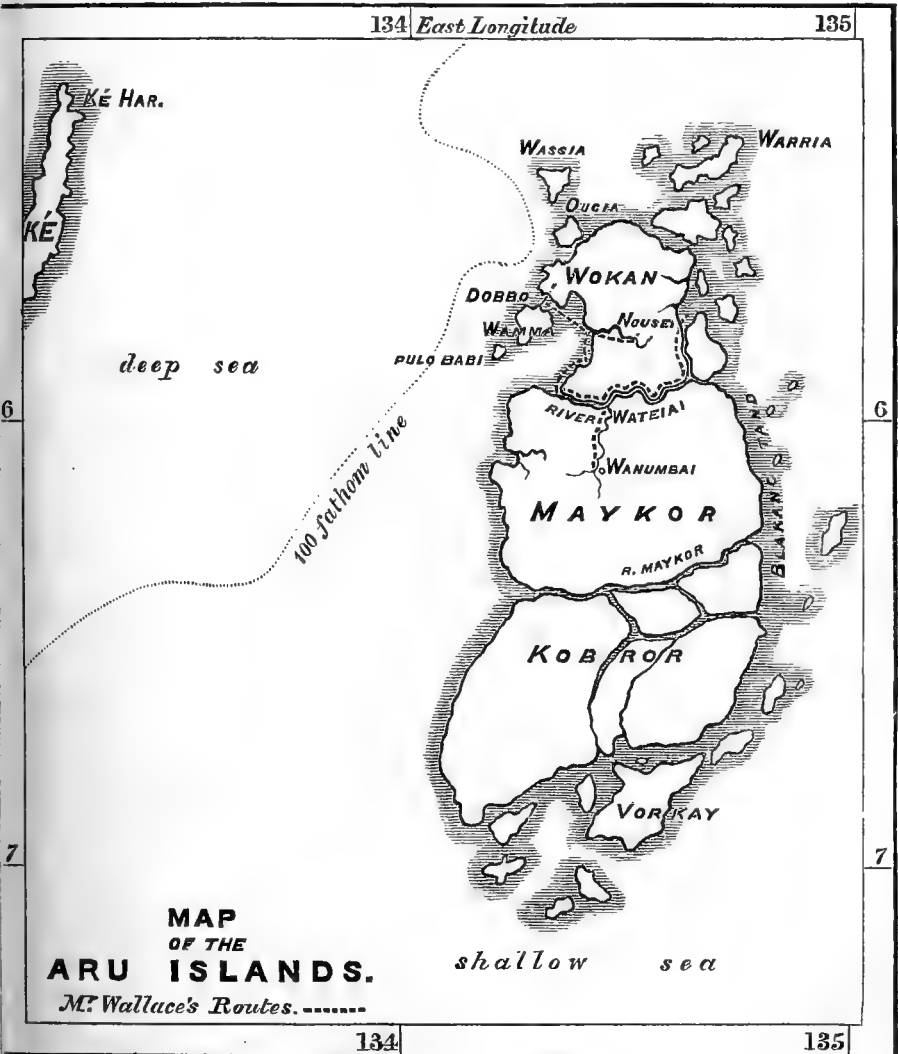 134 East Longitude 135
KÉ HAR.
WARRIA
WASSIA
OUGIA
KÉ
WOKAN
DOBBO
NOUSEI
WAMMA
PULO BABI
deep sea
6
6
RIVER WATELAI
BLAKANG TANA
WANUMBAI
100 fathom line
MAYKOR
R. MAYKOR
KOBROR
VORKAY
7
7
MAP
OF THE
ARU ISLANDS.
shallow sea
Mr. Wallace's Routes.
134 135